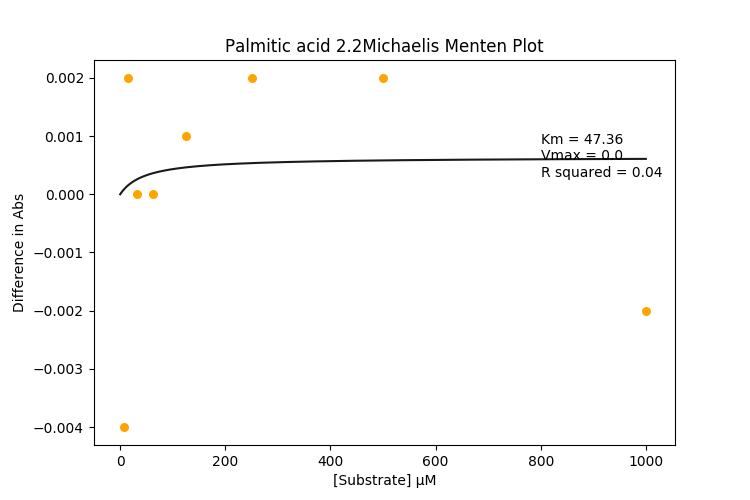 Palmitic acid 2.2Michaelis Menten Plot
0.002
0.001
0.000
−0.001
−0.002
−0.003
−0.004
Difference in Abs
Km = 47.36
Vmax = 0.0
R squared = 0.04
0 200 400 600 800 1000
[Substrate] μM